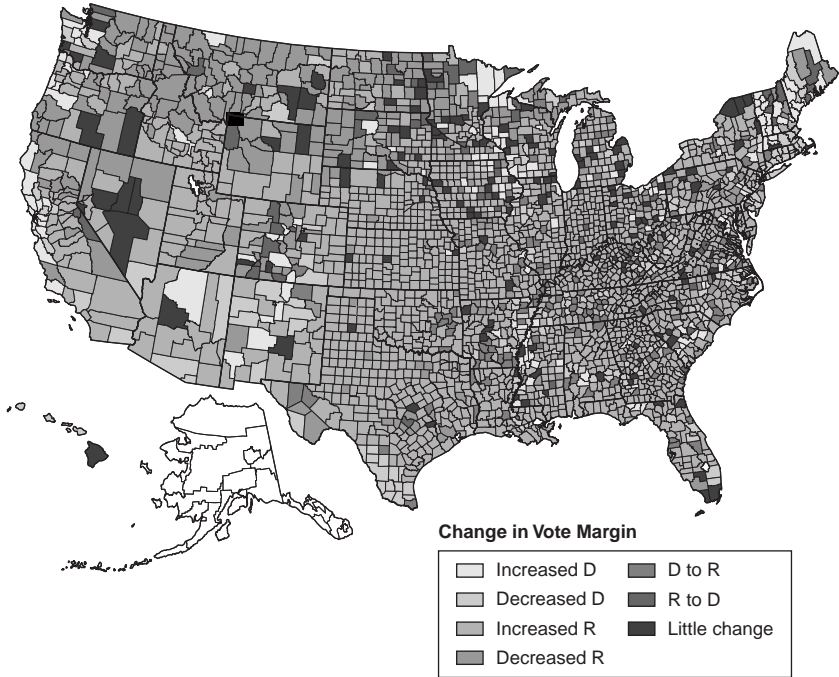 Change in Vote Margin
Increased D
Decreased D
Increased R
Decreased R
D to R
R to D
Little change